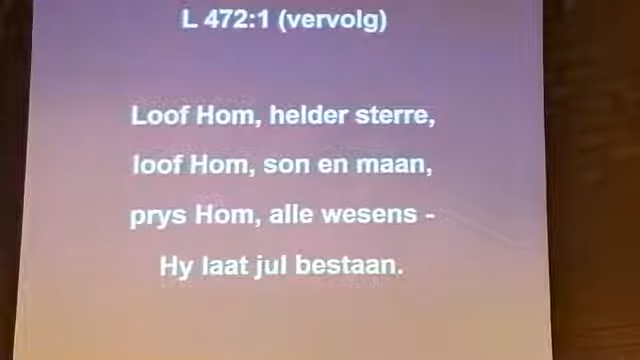 L 472:1 (vervolg)
Loof Hom, helder sterre,
loof Hom, son en maan,
prys Hom, alle wesens -
Hy laat jul bestaan.